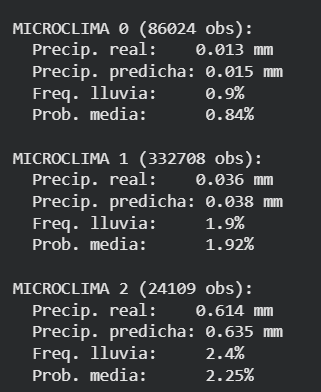 MICROCLIMA 0 (86024 obs):
Precip. real: 0.013 mm
Precip. predicha: 0.015 mm
Freq. lluvia: 0.9%
Prob. media: 0.84%
MICROCLIMA 1 (332708 obs):
Precip. real: 0.036 mm
Precip. predicha: 0.038 mm
Freq. lluvia: 1.9%
Prob. media: 1.92%
MICROCLIMA 2 (24109 obs):
Precip. real: 0.614 mm
Precip. predicha: 0.635 mm
Freq. lluvia: 2.4%
Prob. media: 2.25%